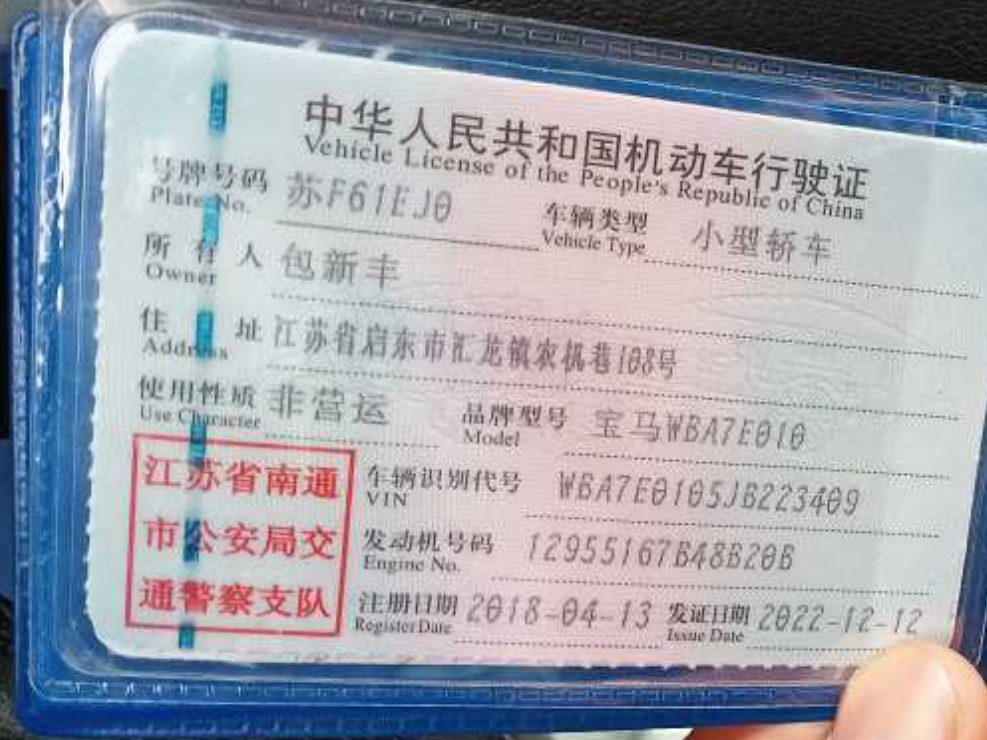 中华人民共和国机动车行驶证
Vehicle License of the People's Republic of China
号牌号码 苏F61EJ0 车辆类型 小型轿车
Plate No. Vehicle Type
所有人 包新丰
Owner
住址 江苏省启东市汇龙镇农机巷108号
Address
使用性质 非营运 品牌型号 宝马WBA7E010
Use Character Model
江苏省南通
市公安局交
通警察支队
车辆识别代号 WBA7E0105JB223409
VIN
发动机号码 12955167B48B20B
Engine No.
注册日期 2018-04-13 发证日期 2022-12-12
Register Date Issue Date